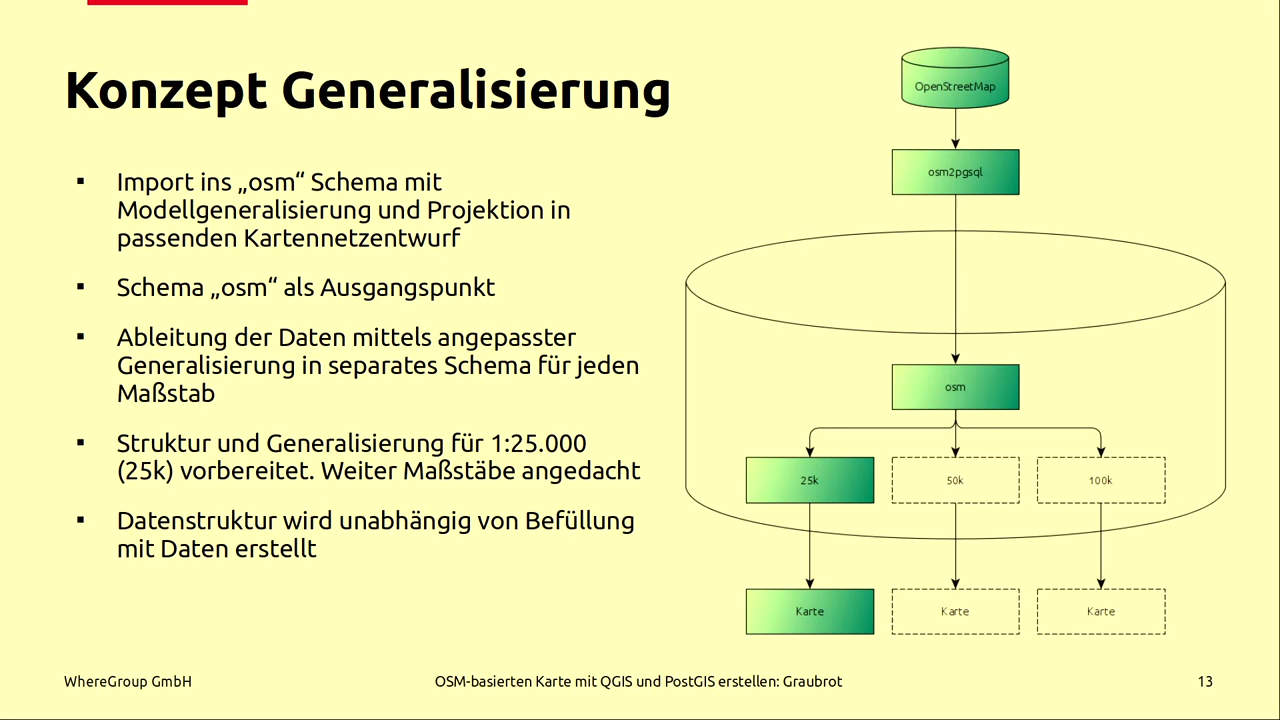 Konzept Generalisierung
▪ Import ins „osm“ Schema mit
Modellgeneralisierung und Projektion in
passenden Kartennetzentwurf
▪ Schema „osm“ als Ausgangspunkt
▪ Ableitung der Daten mittels angepasster
Generalisierung in separates Schema für jeden
Maßstab
▪ Struktur und Generalisierung für 1:25.000
(25k) vorbereitet. Weiter Maßstäbe angedacht
▪ Datenstruktur wird unabhängig von Befüllung
mit Daten erstellt
OpenStreetMap
osm2pgsql
osm
25k 50k 100k
Karte Karte Karte
WhereGroup GmbH OSM-basierten Karte mit QGIS und PostGIS erstellen: Graubrot 13